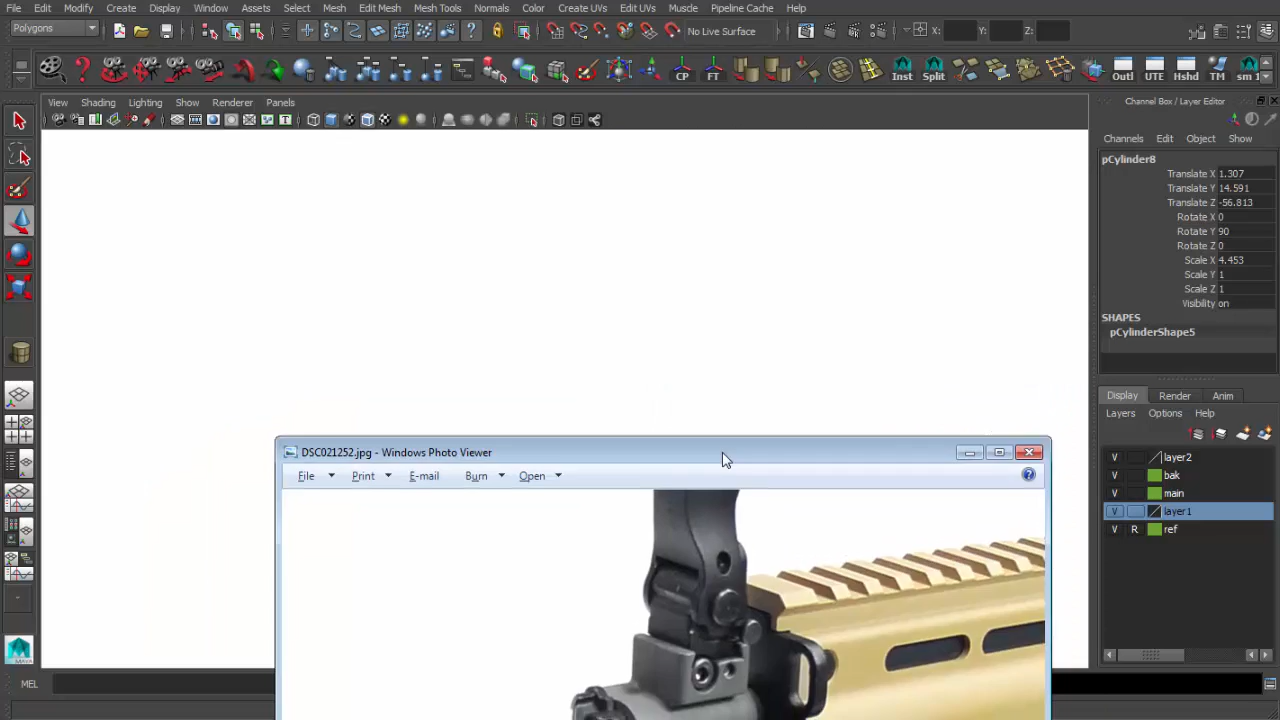 File Edit Modify Create Display Window Assets Select Mesh Edit Mesh Mesh Tools Normals Color Create UVs Edit UVs Muscle Pipeline Cache Help
Polygons No Live Surface X: Y: Z:
CP FT Inst Split Outl UTE Hshd TM sm 1
View Shading Lighting Show Renderer Panels
Channel Box / Layer Editor
Channels Edit Object Show
pCylinder8
Translate X 1.307
Translate Y 14.591
Translate Z -56.813
Rotate X 0
Rotate Y 90
Rotate Z 0
Scale X 4.453
Scale Y 1
Scale Z 1
Visibility on
SHAPES
pCylinderShape5
Display Render Anim
Layers Options Help
V layer2
V bak
V main
V layer1
V R ref
DSC021252.jpg - Windows Photo Viewer
File Print E-mail Burn Open
MEL